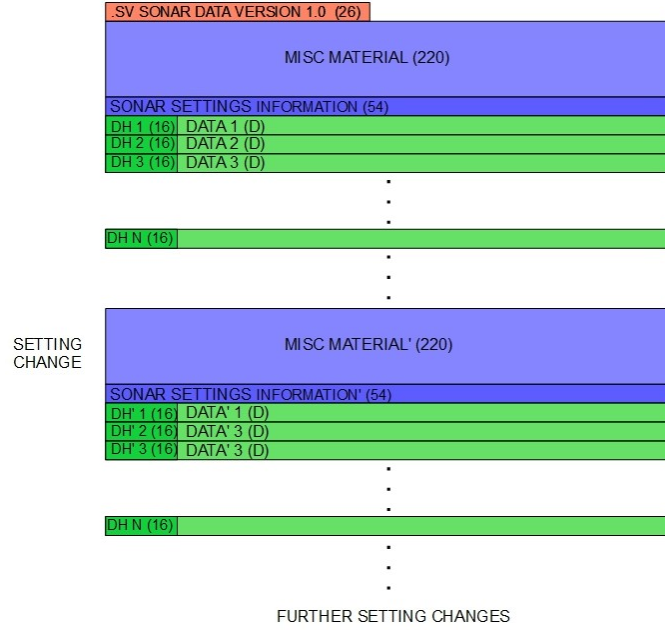 .SV SONAR DATA VERSION 1.0 (26)
MISC MATERIAL (220)
SONAR SETTINGS INFORMATION (54)
DH 1 (16) DATA 1 (D)
DH 2 (16) DATA 2 (D)
DH 3 (16) DATA 3 (D)
DH N (16)
SETTING
CHANGE
MISC MATERIAL' (220)
SONAR SETTINGS INFORMATION' (54)
DH' 1 (16) DATA' 1 (D)
DH' 2 (16) DATA' 3 (D)
DH' 3 (16) DATA' 3 (D)
DH N (16)
FURTHER SETTING CHANGES